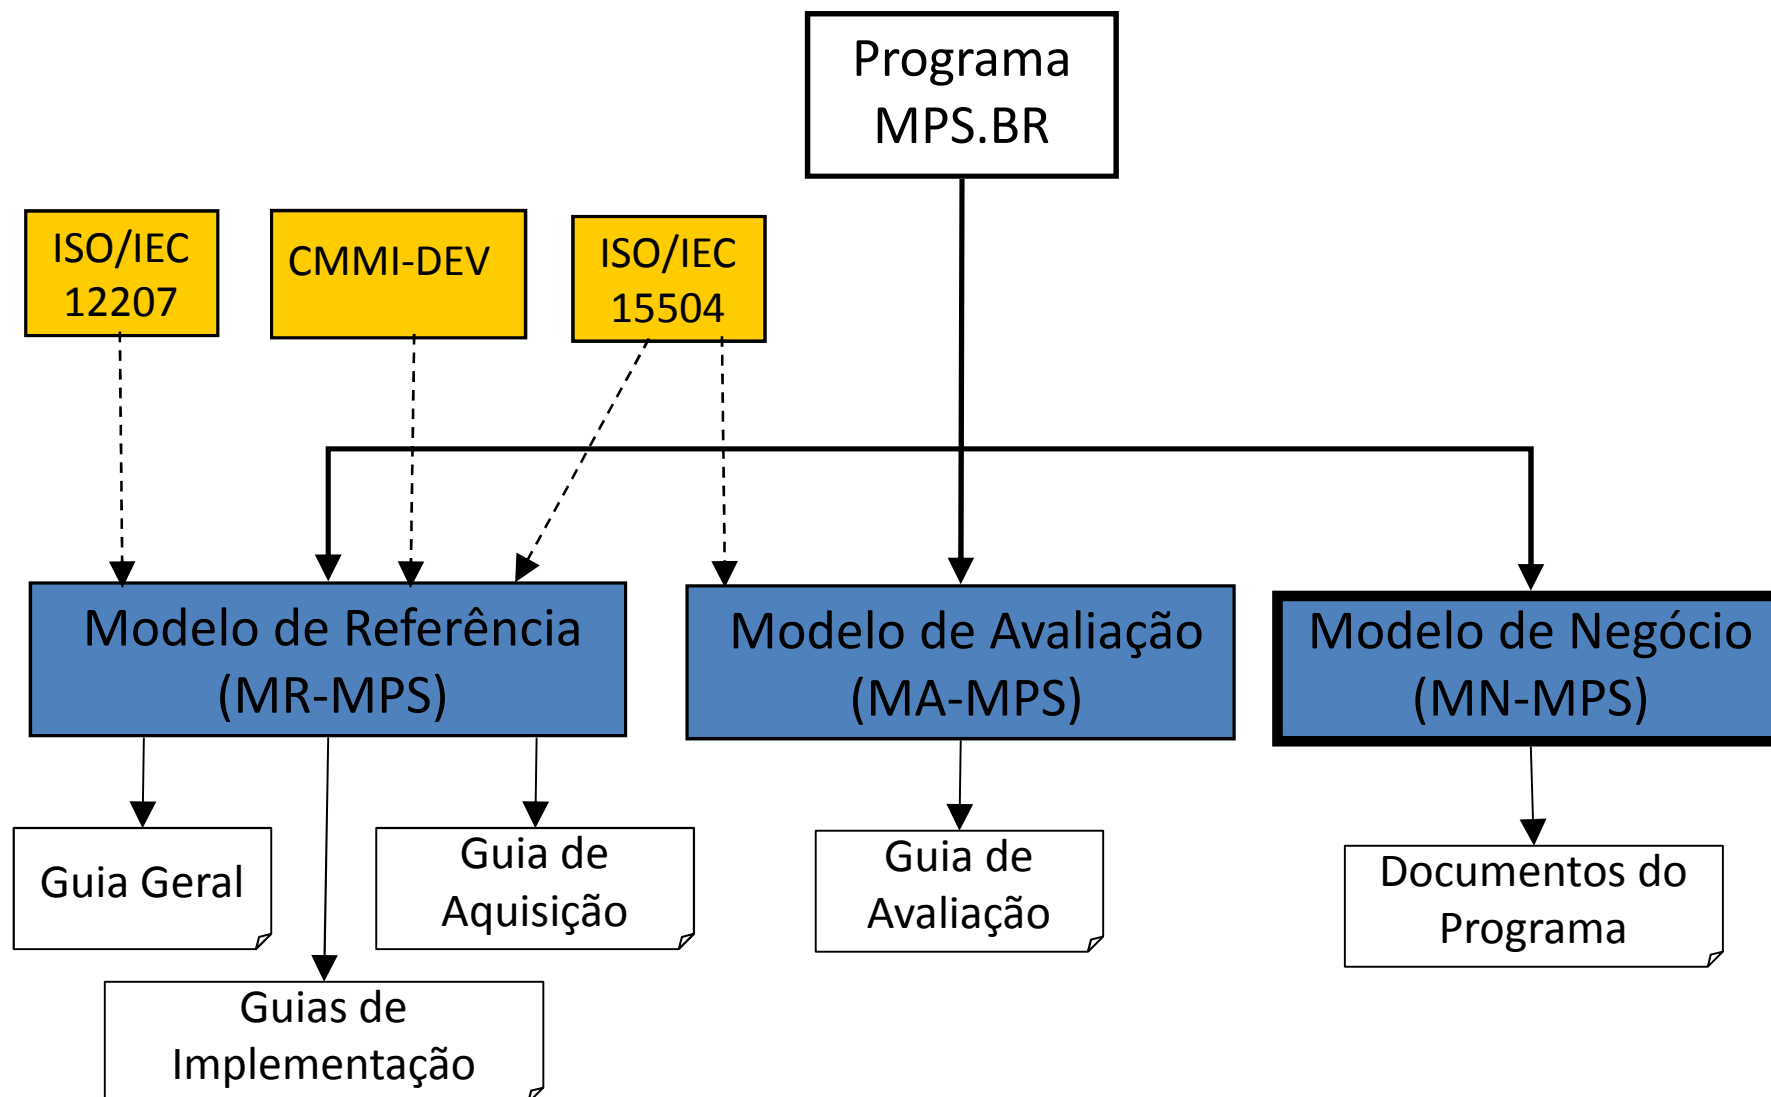 Programa
MPS.BR
ISO/IEC
12207
CMMI-DEV
ISO/IEC
15504
Modelo de Referência
(MR-MPS)
Modelo de Avaliação
(MA-MPS)
Modelo de Negócio
(MN-MPS)
Guia Geral
Guia de
Aquisição
Guia de
Avaliação
Documentos do
Programa
Guias de
Implementação